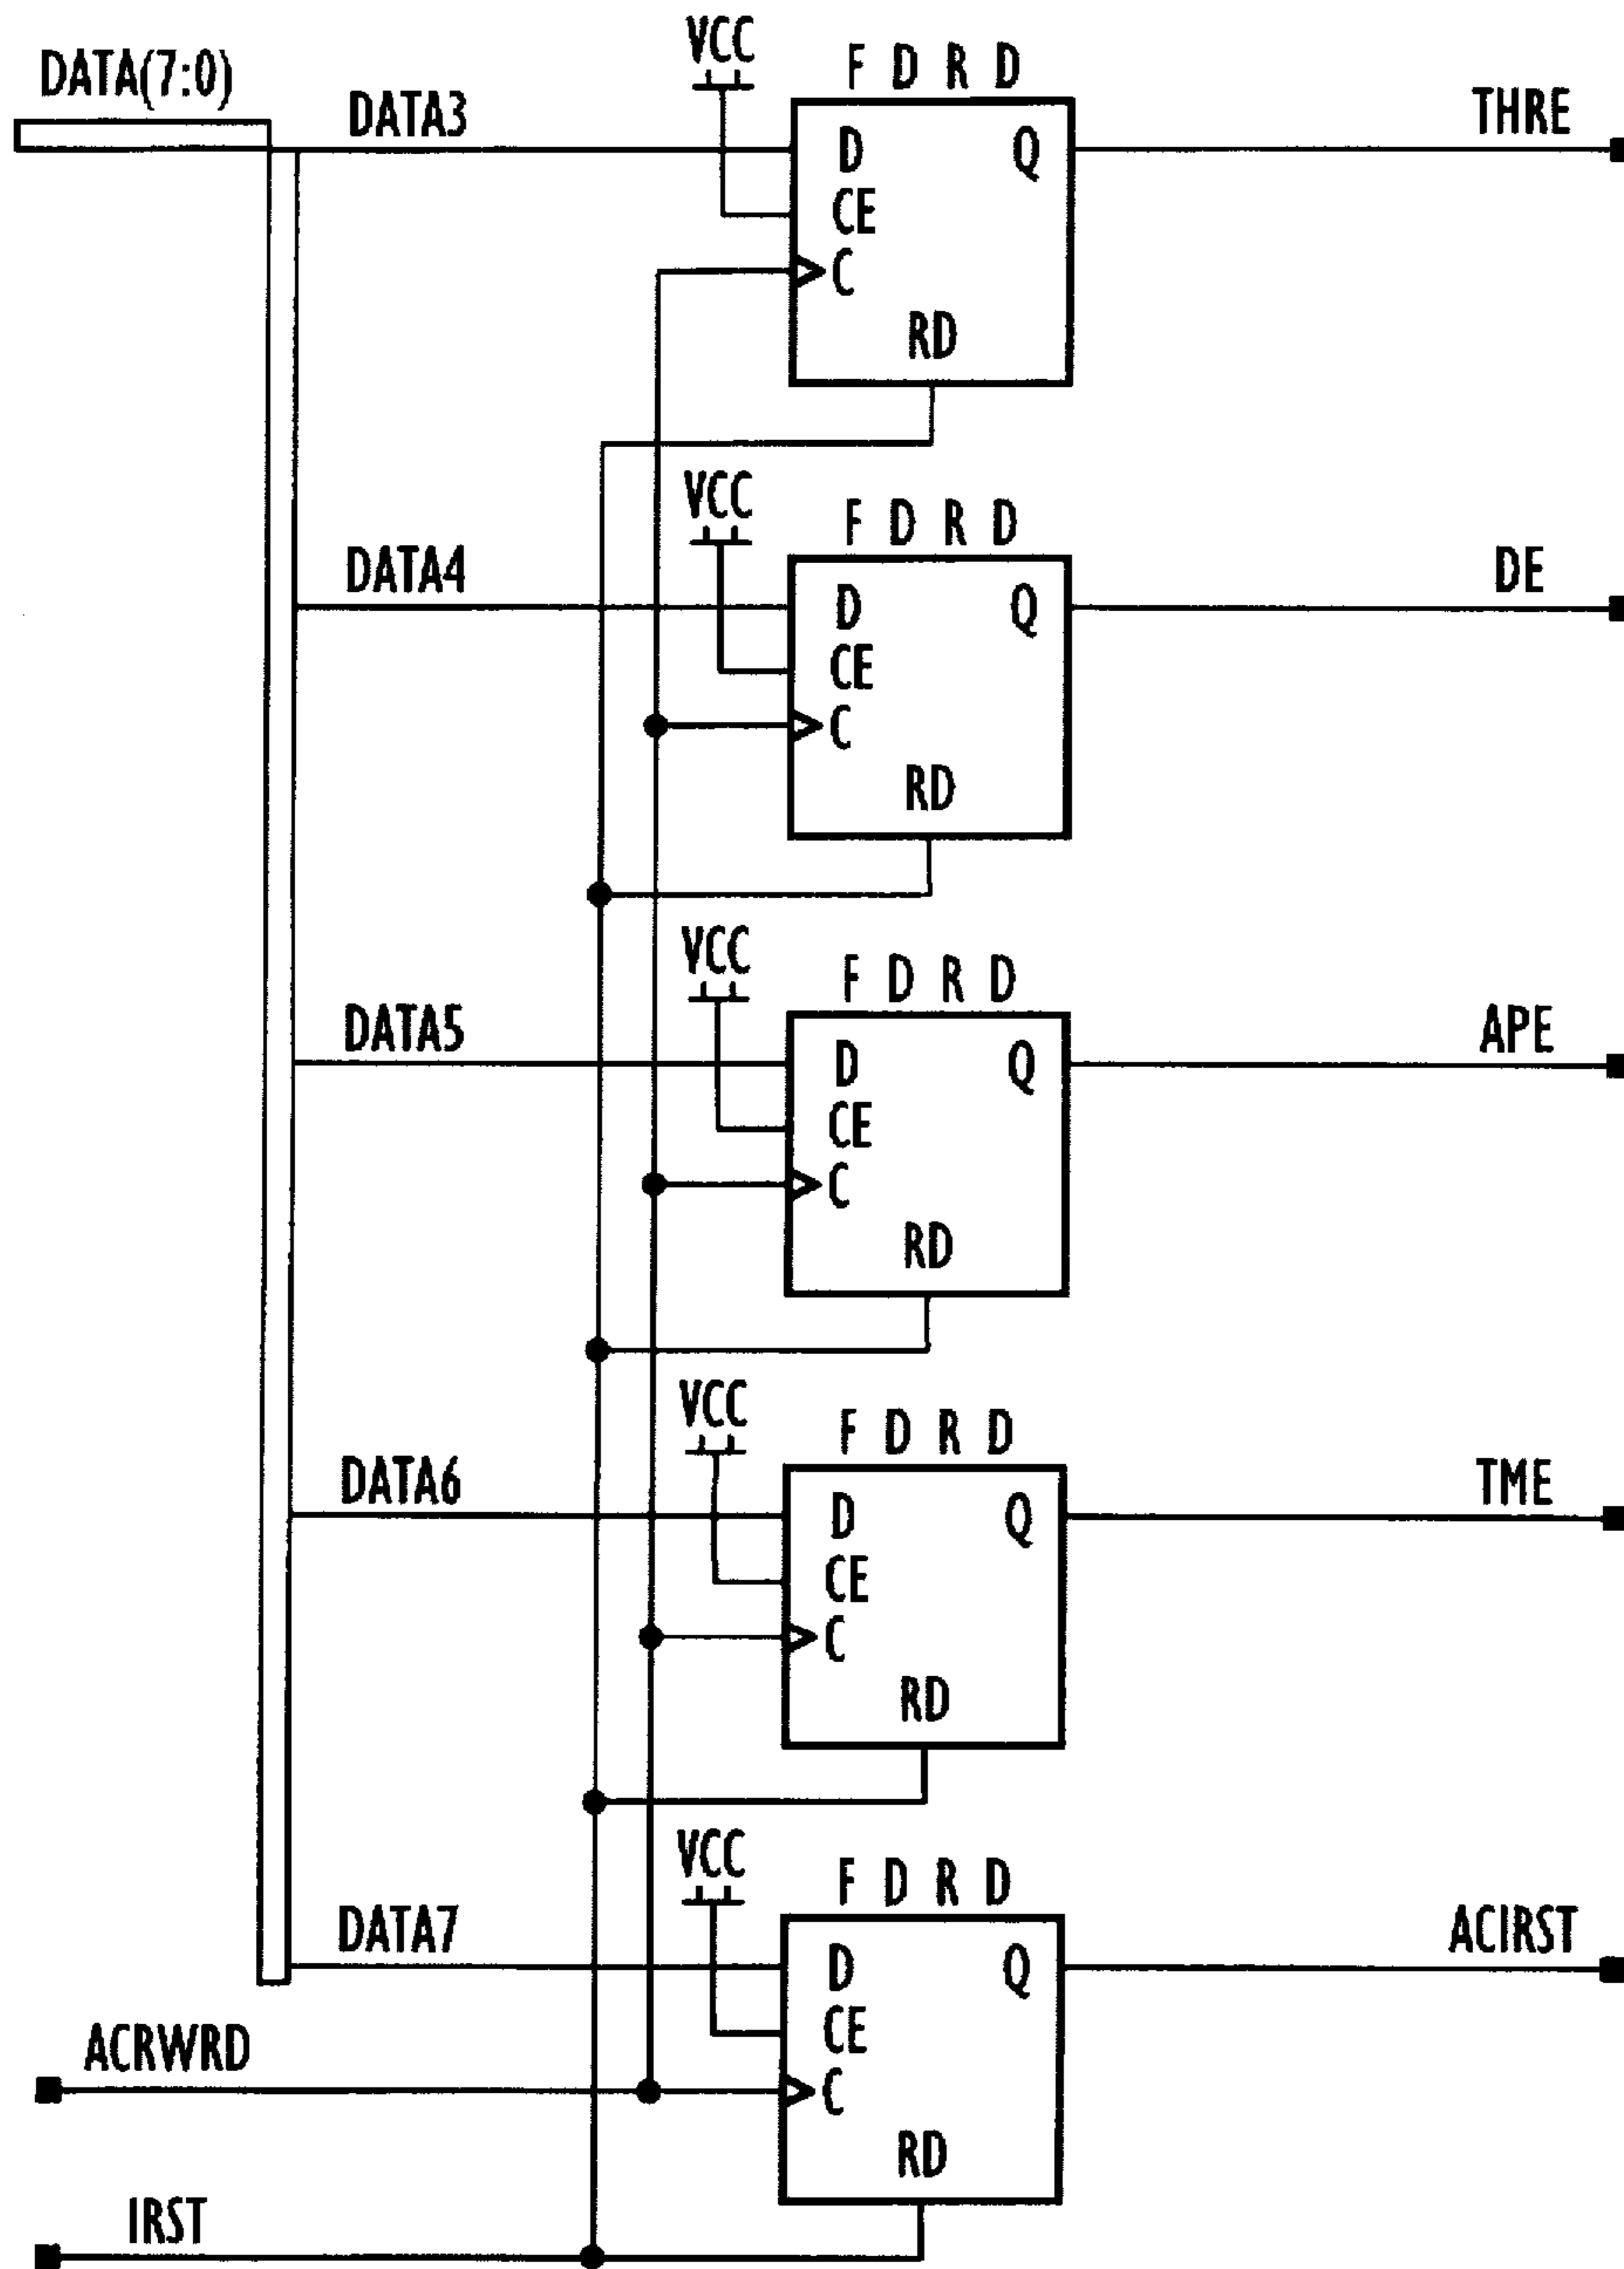 VCC
F D R D
DATA(7:0)
DATA3
THRE
D
Q
CE
C
RD
VCC
F D R D
DATA4
DE
D
Q
CE
C
RD
VCC
F D R D
DATA5
APE
D
Q
CE
C
RD
VCC
F D R D
DATA6
TME
D
Q
CE
C
RD
VCC
F D R D
DATA7
ACIRST
D
Q
CE
ACRWRD
C
RD
IRST